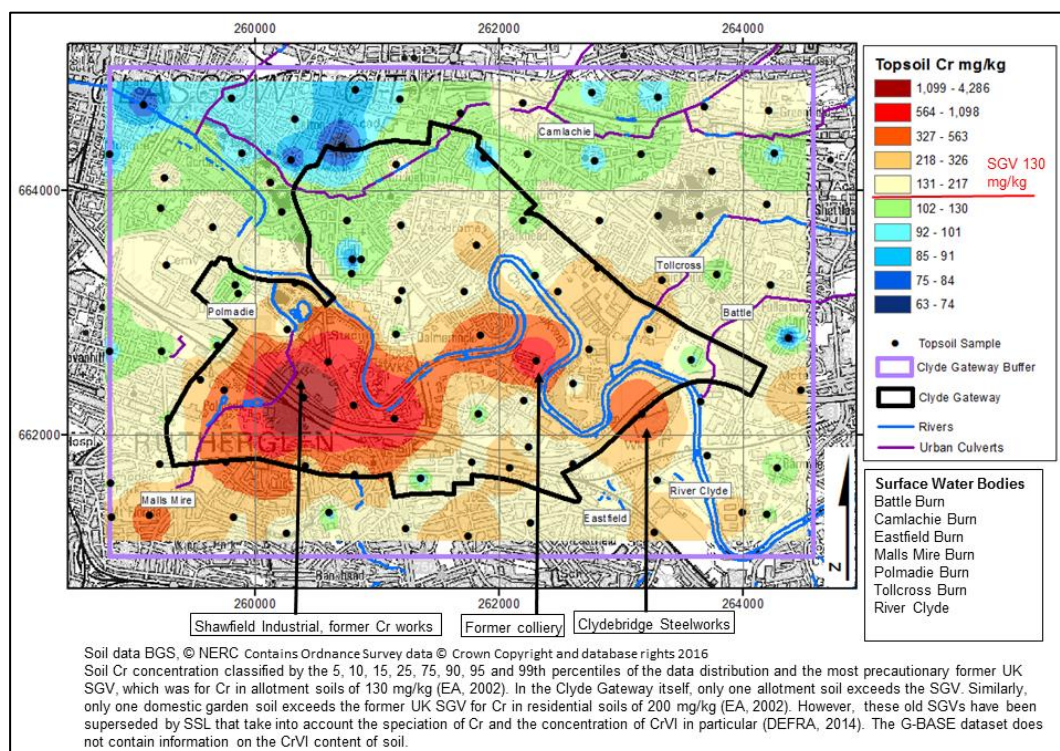 260000 262000 264000
Topsoil Cr mg/kg
1,099 - 4,286
564 - 1,098
327 - 563
218 - 326
131 - 217
SGV 130
mg/kg
102 - 130
92 - 101
85 - 91
75 - 84
63 - 74
Topsoil Sample
Clyde Gateway Buffer
Clyde Gateway
Rivers
Urban Culverts
664000
662000
Camlachie
Tollcross
Battle
Polmadie
Dalmarnock
RUTHERGLEN
Malls Mire
River Clyde
Eastfield
N
260000 262000 264000
Surface Water Bodies
Battle Burn
Camlachie Burn
Eastfield Burn
Malls Mire Burn
Polmadie Burn
Tollcross Burn
River Clyde
Shawfield Industrial, former Cr works
Former colliery
Clydebridge Steelworks
Soil data BGS, © NERC Contains Ordnance Survey data © Crown Copyright and database rights 2016
Soil Cr concentration classified by the 5, 10, 15, 25, 75, 90, 95 and 99th percentiles of the data distribution and the most precautionary former UK
SGV, which was for Cr in allotment soils of 130 mg/kg (EA, 2002). In the Clyde Gateway itself, only one allotment soil exceeds the SGV. Similarly,
only one domestic garden soil exceeds the former UK SGV for Cr in residential soils of 200 mg/kg (EA, 2002). However, these old SGVs have been
superseded by SSL that take into account the speciation of Cr and the concentration of CrVI in particular (DEFRA, 2014). The G-BASE dataset does
not contain information on the CrVI content of soil.